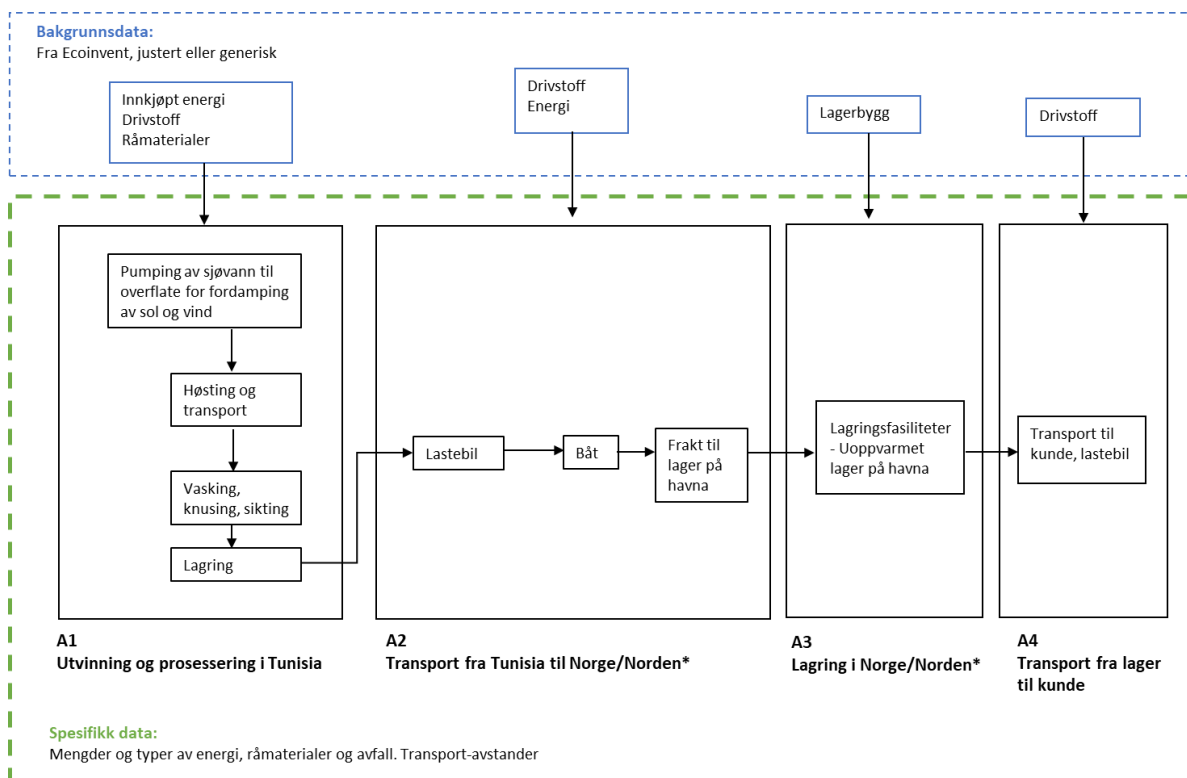 Bakgrunnsdata:
Fra Ecoinvent, justert eller generisk
Innkjøpt energi
Drivstoff
Råmaterialer
Drivstoff
Energi
Lagerbygg
Drivstoff
Pumping av sjøvann til
overflate for fordamping
av sol og vind
Høsting og
transport
Vasking,
knusing, sikting
Lagring
Lastebil
Båt
Frakt til
lager på
havna
Lagringsfasiliteter
- Uoppvarmet
lager på havna
Transport til
kunde, lastebil
A1
Utvinning og prosessering i Tunisia
A2
Transport fra Tunisia til Norge/Norden*
A3
Lagring i Norge/Norden*
A4
Transport fra lager
til kunde
Spesifikk data:
Mengder og typer av energi, råmaterialer og avfall. Transport-avstander